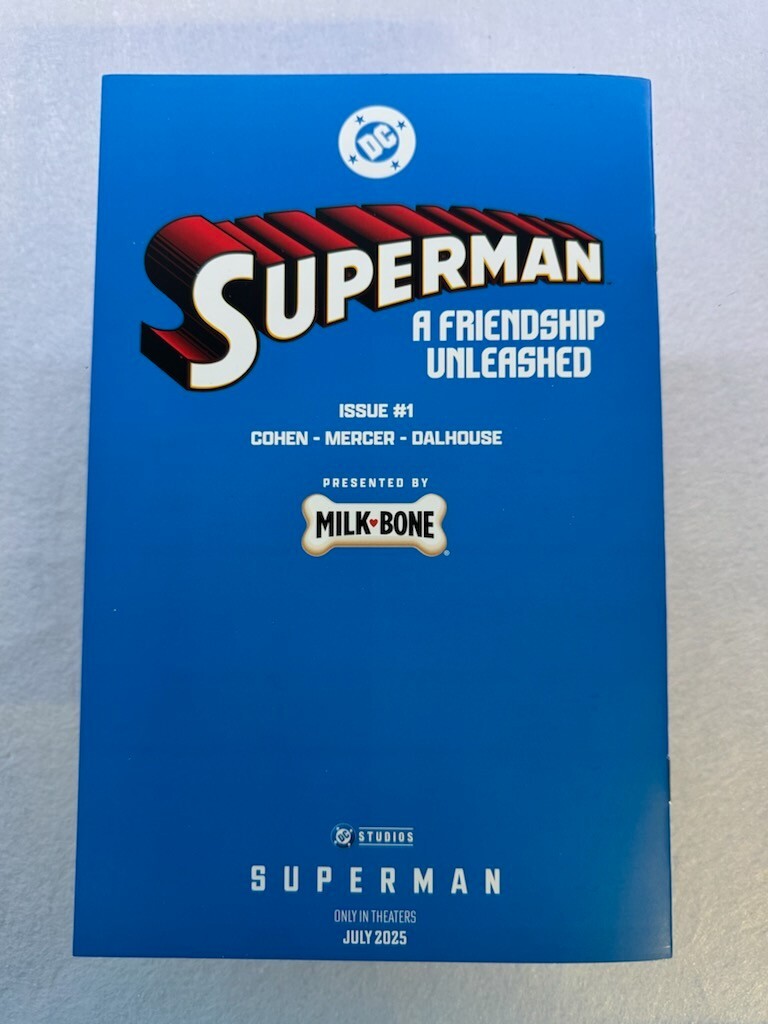 DC
SUPERMAN
A FRIENDSHIP
UNLEASHED
ISSUE #1
COHEN - MERCER - DALHOUSE
PRESENTED BY
MILK BONE
DC STUDIOS
SUPERMAN
ONLY IN THEATERS
JULY 2025